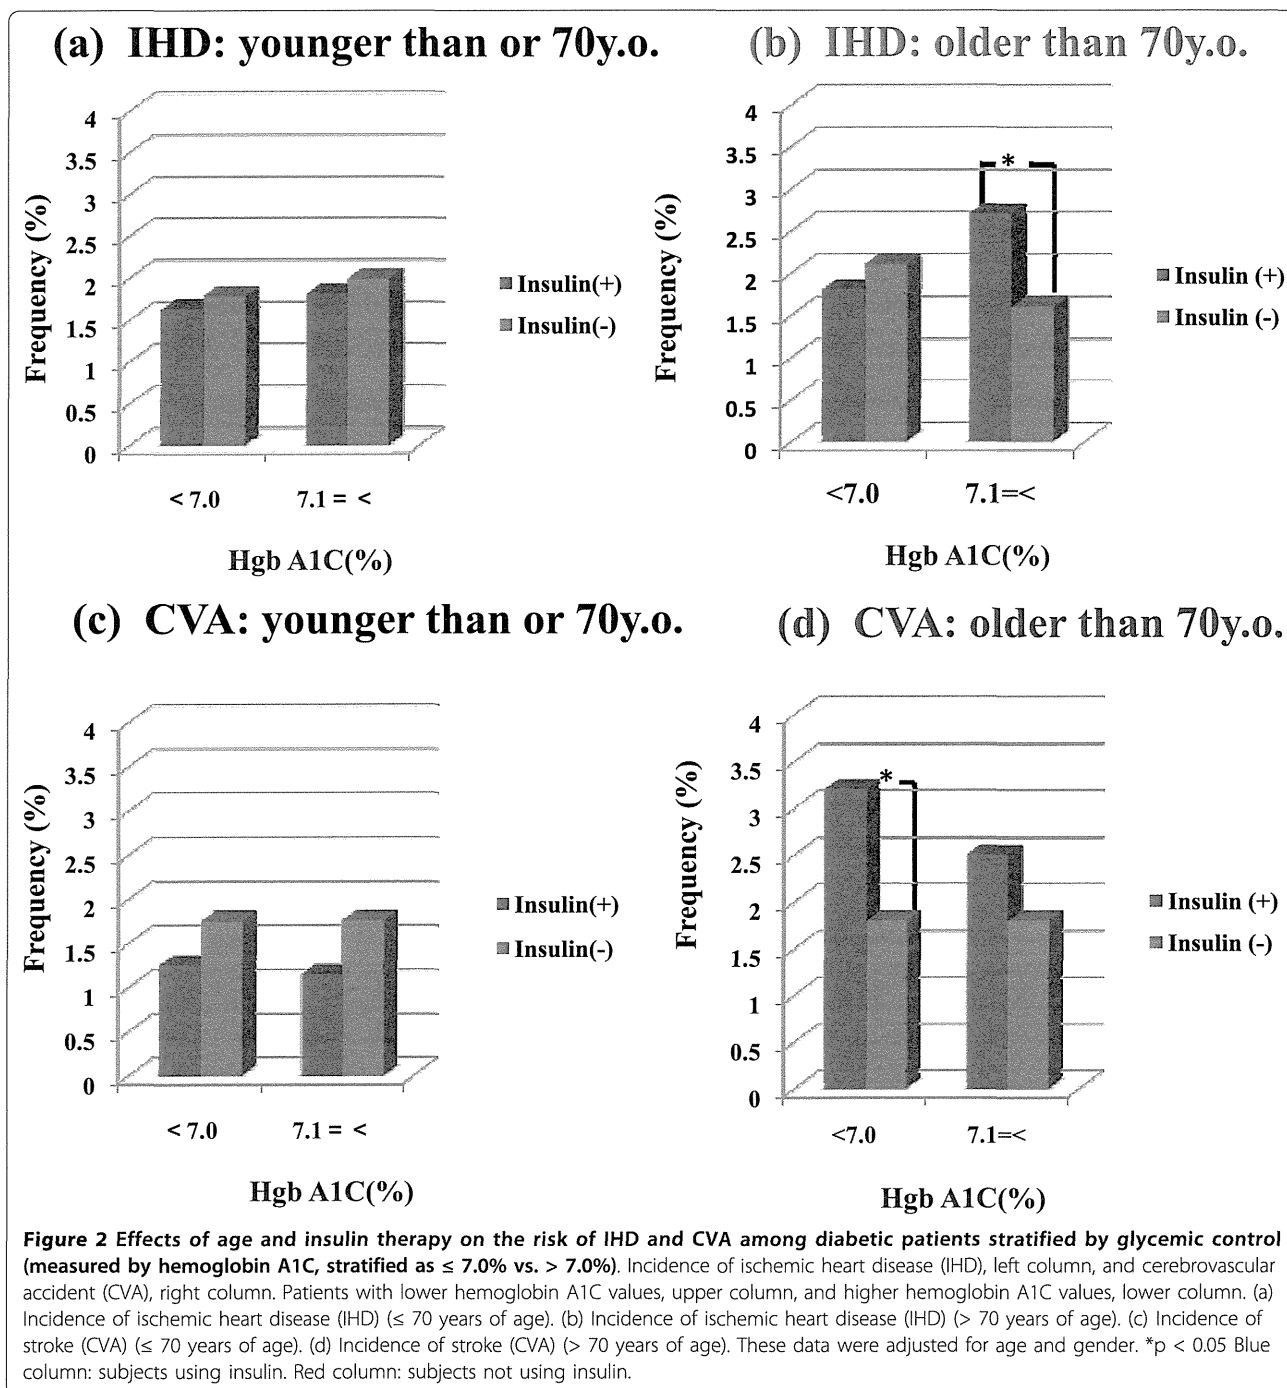 (a) IHD: younger than or 70y.o.
Frequency (%)
4
3.5
3
2.5
2
1.5
1
0.5
0
< 7.0
7.1 = <
Hgb A1C(%)
Insulin(+)
Insulin(-)
(b) IHD: older than 70y.o.
Frequency (%)
4
3.5
3
2.5
2
1.5
1
0.5
0
*
<7.0
7.1=<
Hgb A1C(%)
Insulin (+)
Insulin (-)
(c) CVA: younger than or 70y.o.
Frequency (%)
4
3.5
3
2.5
2
1.5
1
0.5
0
< 7.0
7.1 = <
Hgb A1C(%)
Insulin(+)
Insulin(-)
(d) CVA: older than 70y.o.
Frequency (%)
4
3.5
3
2.5
2
1.5
1
0.5
0
*
<7.0
7.1=<
Hgb A1C(%)
Insulin (+)
Insulin (-)
Figure 2 Effects of age and insulin therapy on the risk of IHD and CVA among diabetic patients stratified by glycemic control
(measured by hemoglobin A1C, stratified as ≤ 7.0% vs. > 7.0%). Incidence of ischemic heart disease (IHD), left column, and cerebrovascular
accident (CVA), right column. Patients with lower hemoglobin A1C values, upper column, and higher hemoglobin A1C values, lower column. (a)
Incidence of ischemic heart disease (IHD) (≤ 70 years of age). (b) Incidence of ischemic heart disease (IHD) (> 70 years of age). (c) Incidence of
stroke (CVA) (≤ 70 years of age). (d) Incidence of stroke (CVA) (> 70 years of age). These data were adjusted for age and gender. *p < 0.05 Blue
column: subjects using insulin. Red column: subjects not using insulin.